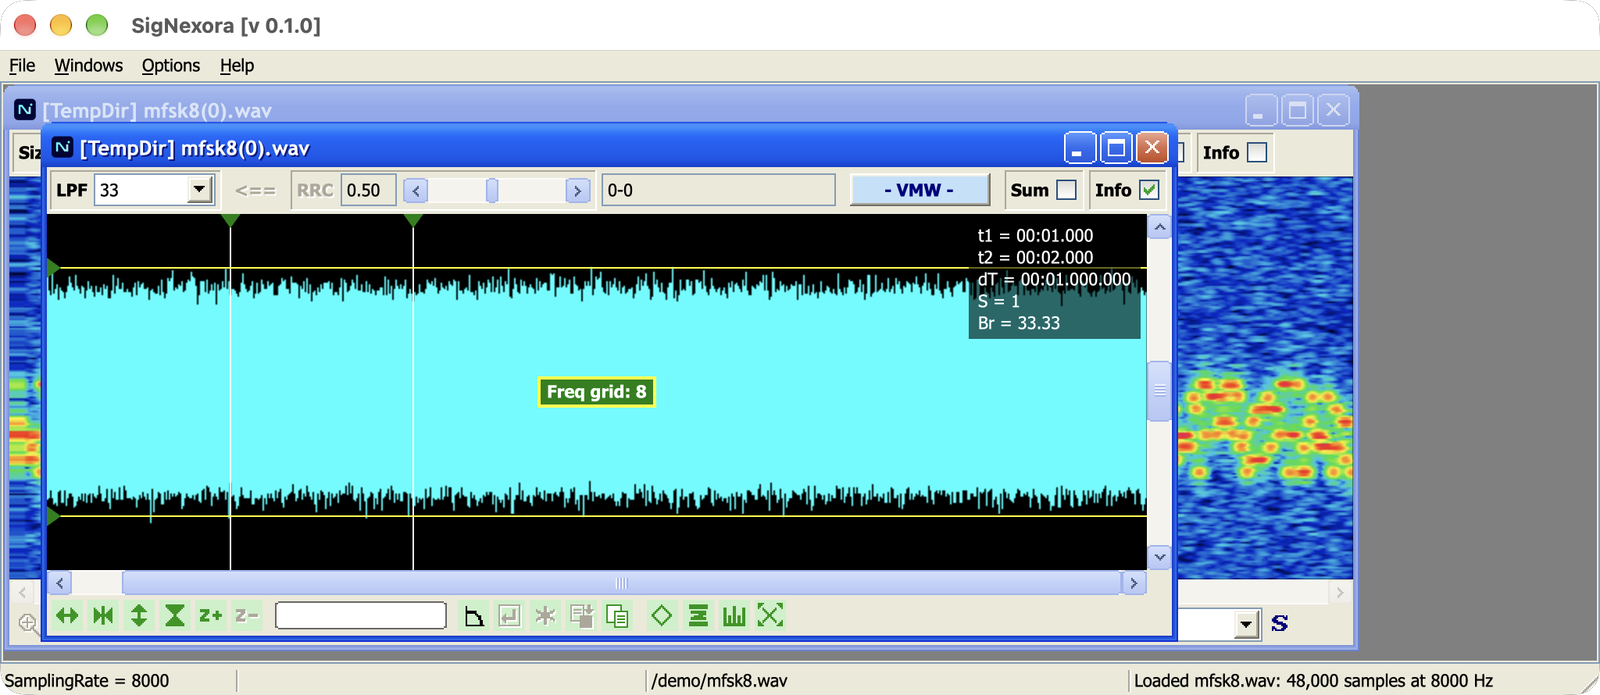 SigNexora [v 0.1.0]
File Windows Options Help
[TempDir] mfsk8(0).wav
Info
[TempDir] mfsk8(0).wav
LPF 33 <== RRC 0.50 0-0 - VMW - Sum Info
t1 = 00:01.000
t2 = 00:02.000
dT = 00:01.000.000
S = 1
Br = 33.33
Freq grid: 8
z+ z-
S
SamplingRate = 8000 /demo/mfsk8.wav Loaded mfsk8.wav: 48,000 samples at 8000 Hz